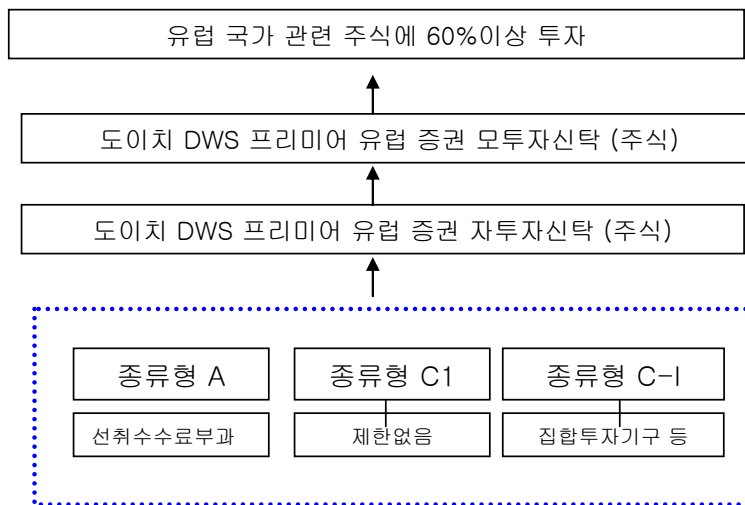 유럽 국가 관련 주식에 60%이상 투자
도이치 DWS 프리미어 유럽 증권 모투자신탁 (주식)
도이치 DWS 프리미어 유럽 증권 자투자신탁 (주식)
종류형 A
종류형 C1
종류형 C-I
선취수수료부과
제한없음
집합투자기구 등